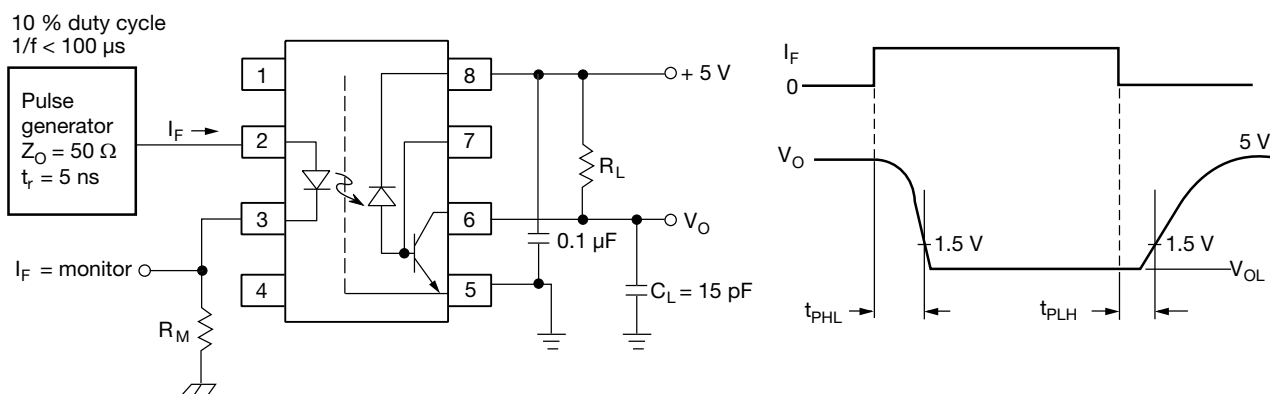 10 % duty cycle
1/f < 100 µs
Pulse
generator
Z_O = 50 Ω
t_r = 5 ns
I_F
1
2
3
4
8
7
6
5
+ 5 V
R_L
V_O
0.1 µF
C_L = 15 pF
I_F = monitor
R_M
I_F
0
V_O
5 V
1.5 V
1.5 V
V_OL
t_PHL
t_PLH